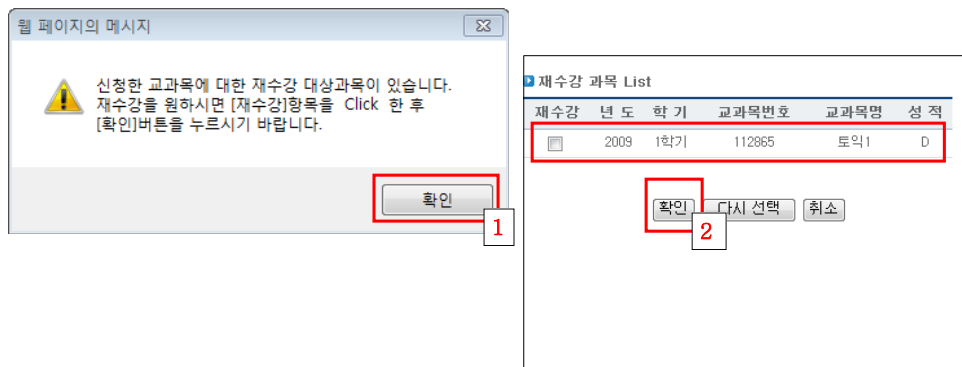 웹 페이지의 메시지
신청한 교과목에 대한 재수강 대상과목이 있습니다.
재수강을 원하시면 [재수강]항목을 Click 한 후
[확인]버튼을 누르시기 바랍니다.
확인
1
재수강 과목 List
재수강 년 도 학 기 교과목번호 교과목명 성 적
2009 1학기 112865 토익1 D
확인 다시 선택 취소
2